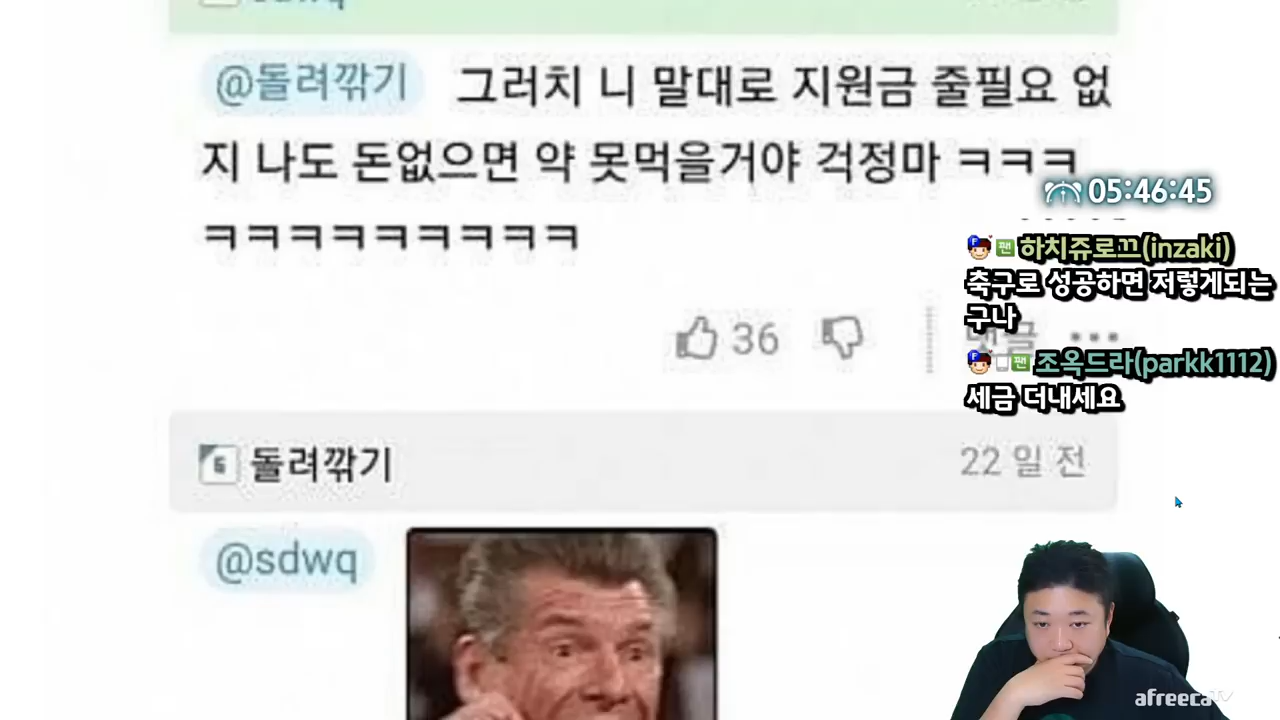 @돌려깎기 그러치 니 말대로 지원금 줄필요 없
지 나도 돈없으면 약 못먹을거야 걱정마 ㅋㅋㅋ
ㅋㅋㅋㅋㅋㅋㅋㅋㅋ
05:46:45
하치쥬로끄(inzaki)
축구로 성공하면 저렇게되는
구나
36
조옥드라(parkk1112)
세금 더내세요
돌려깎기
22 일 전
@sdwq
afreecaTV